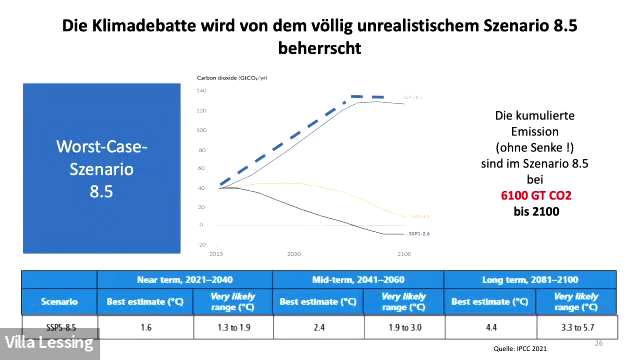 Die Klimadebatte wird von dem völlig unrealistischem Szenario 8.5
beherrscht
Carbon dioxide (GtCO₂/yr)
140
120
100
80
60
40
20
0
20
2015
2050
2100
SSP1-2.6
Worst-Case-
Szenario
8.5
Die kumulierte
Emission
(ohne Senke !)
sind im Szenario 8.5
bei
6100 GT CO2
bis 2100
Near term, 2021–2040 Mid-term, 2041–2060 Long term, 2081–2100
Scenario Best estimate (°C) Very likely range (°C) Best estimate (°C) Very likely range (°C) Best estimate (°C) Very likely range (°C)
SSP5-8.5 1.6 1.3 to 1.9 2.4 1.9 to 3.0 4.4 3.3 to 5.7
Villa Lessing
Quelle: IPCC 2021
26